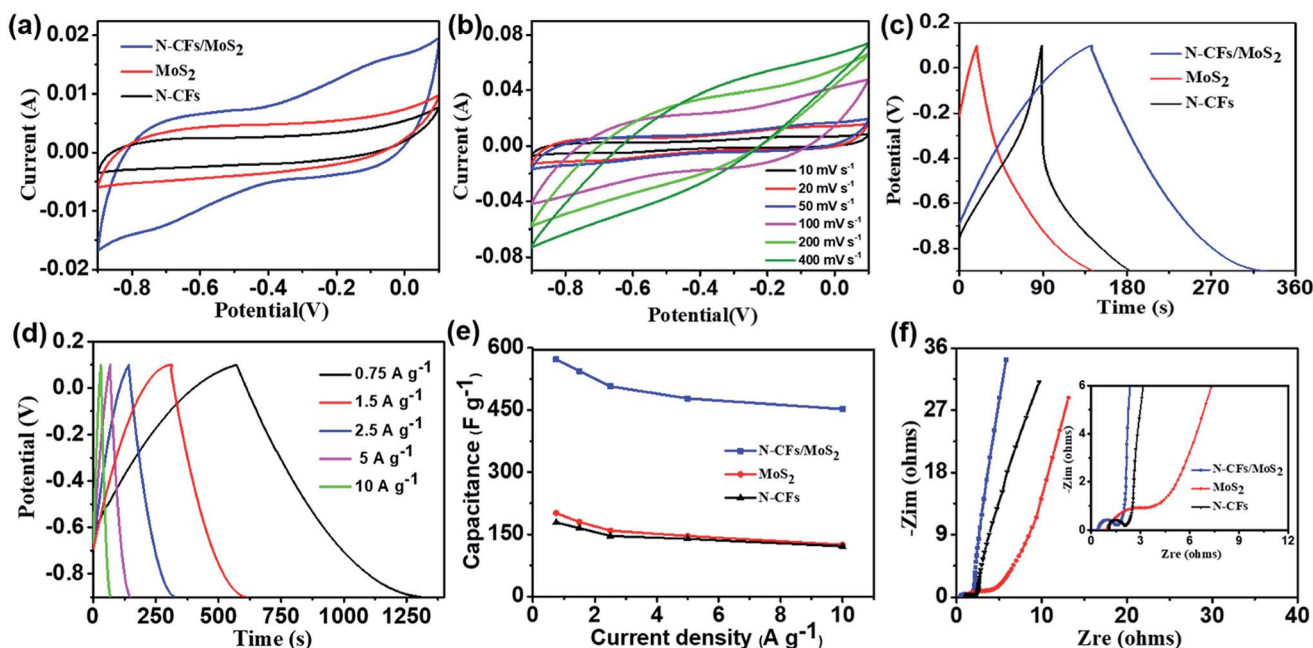 (a)
0.02
0.01
0.00
-0.01
-0.02
Current (A)
N-CFs/MoS2
MoS2
N-CFs
-0.8 -0.6 -0.4 -0.2 0.0
Potential(V)
(b)
0.08
0.04
0.00
-0.04
-0.08
Current (A)
10 mV s-1
20 mV s-1
50 mV s-1
100 mV s-1
200 mV s-1
400 mV s-1
-0.8 -0.6 -0.4 -0.2 0.0
Potential(V)
(c)
0.2
0.0
-0.2
-0.4
-0.6
-0.8
Potential (V)
N-CFs/MoS2
MoS2
N-CFs
0 90 180 270 360
Time (s)
(d)
0.2
0.0
-0.2
-0.4
-0.6
-0.8
Potential (V)
0.75 A g-1
1.5 A g-1
2.5 A g-1
5 A g-1
10 A g-1
0 250 500 750 1000 1250
Time (s)
(e)
600
450
300
150
0
Capacitance (F g-1)
N-CFs/MoS2
MoS2
N-CFs
2 4 6 8 10
Current density (A g-1)
(f)
36
27
18
9
0
-Zim (ohms)
6
4
2
0
-Zim (ohms)
N-CFs/MoS2
MoS2
N-CFs
0 3 6 9 12
Zre (ohms)
0 10 20 30 40
Zre (ohms)